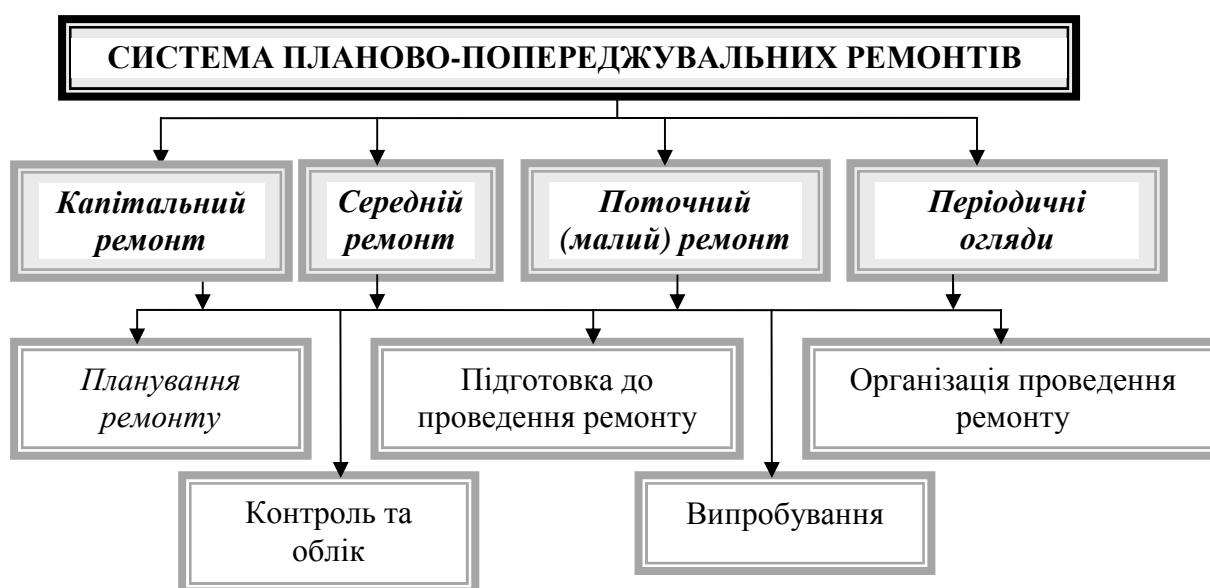 СИСТЕМА ПЛАНОВО-ПОПЕРЕДЖУВАЛЬНИХ РЕМОНТІВ
Капітальний
ремонт
Середній
ремонт
Поточний
(малий) ремонт
Періодичні
огляди
Планування
ремонту
Підготовка до
проведення ремонту
Організація проведення
ремонту
Контроль та
облік
Випробування